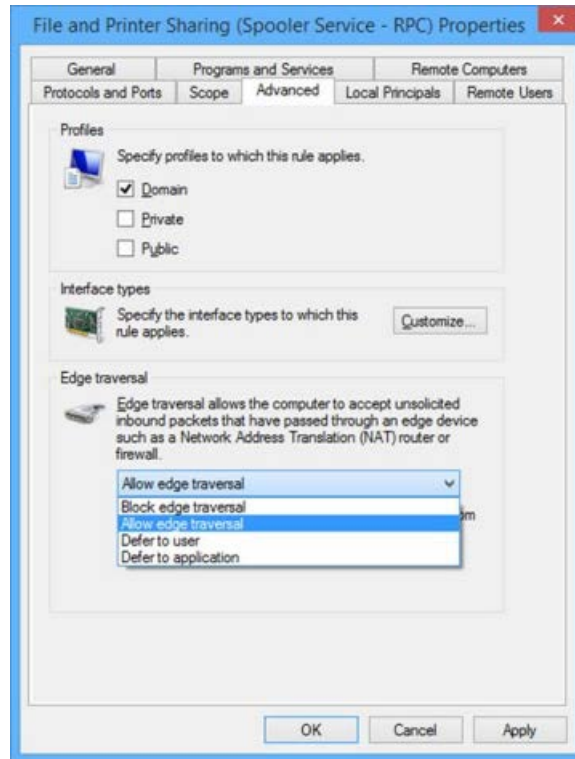 File and Printer Sharing (Spooler Service - RPC) Properties
General Programs and Services Remote Computers
Protocols and Ports Scope Advanced Local Principals Remote Users
Profiles
Specify profiles to which this rule applies.
Domain
Private
Public
Interface types
Specify the interface types to which this
rule applies.
Customize...
Edge traversal
Edge traversal allows the computer to accept unsolicited
inbound packets that have passed through an edge device
such as a Network Address Translation (NAT) router or
firewall.
Allow edge traversal
Block edge traversal
Allow edge traversal
Defer to user
Defer to application
OK Cancel Apply